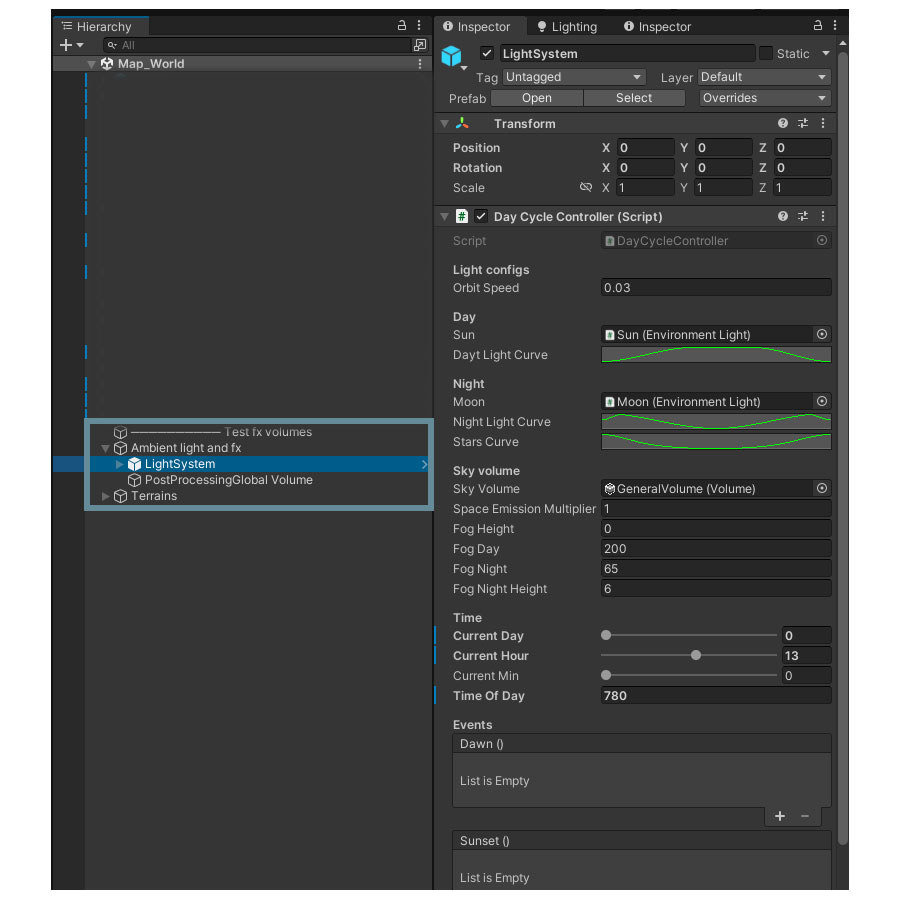 Hierarchy
All
Map_World
────────── Test fx volumes
Ambient light and fx
LightSystem
PostProcessingGlobal Volume
Terrains
Inspector Lighting Inspector
LightSystem Static
Tag Untagged Layer Default
Prefab Open Select Overrides
Transform
Position X 0 Y 0 Z 0
Rotation X 0 Y 0 Z 0
Scale X 1 Y 1 Z 1
# Day Cycle Controller (Script)
Script DayCycleController
Light configs
Orbit Speed 0.03
Day
Sun Sun (Environment Light)
Dayt Light Curve
Night
Moon Moon (Environment Light)
Night Light Curve
Stars Curve
Sky volume
Sky Volume GeneralVolume (Volume)
Space Emission Multiplier 1
Fog Height 0
Fog Day 200
Fog Night 65
Fog Night Height 6
Time
Current Day 0
Current Hour 13
Current Min 0
Time Of Day 780
Events
Dawn ()
List is Empty
+ −
Sunset ()
List is Empty